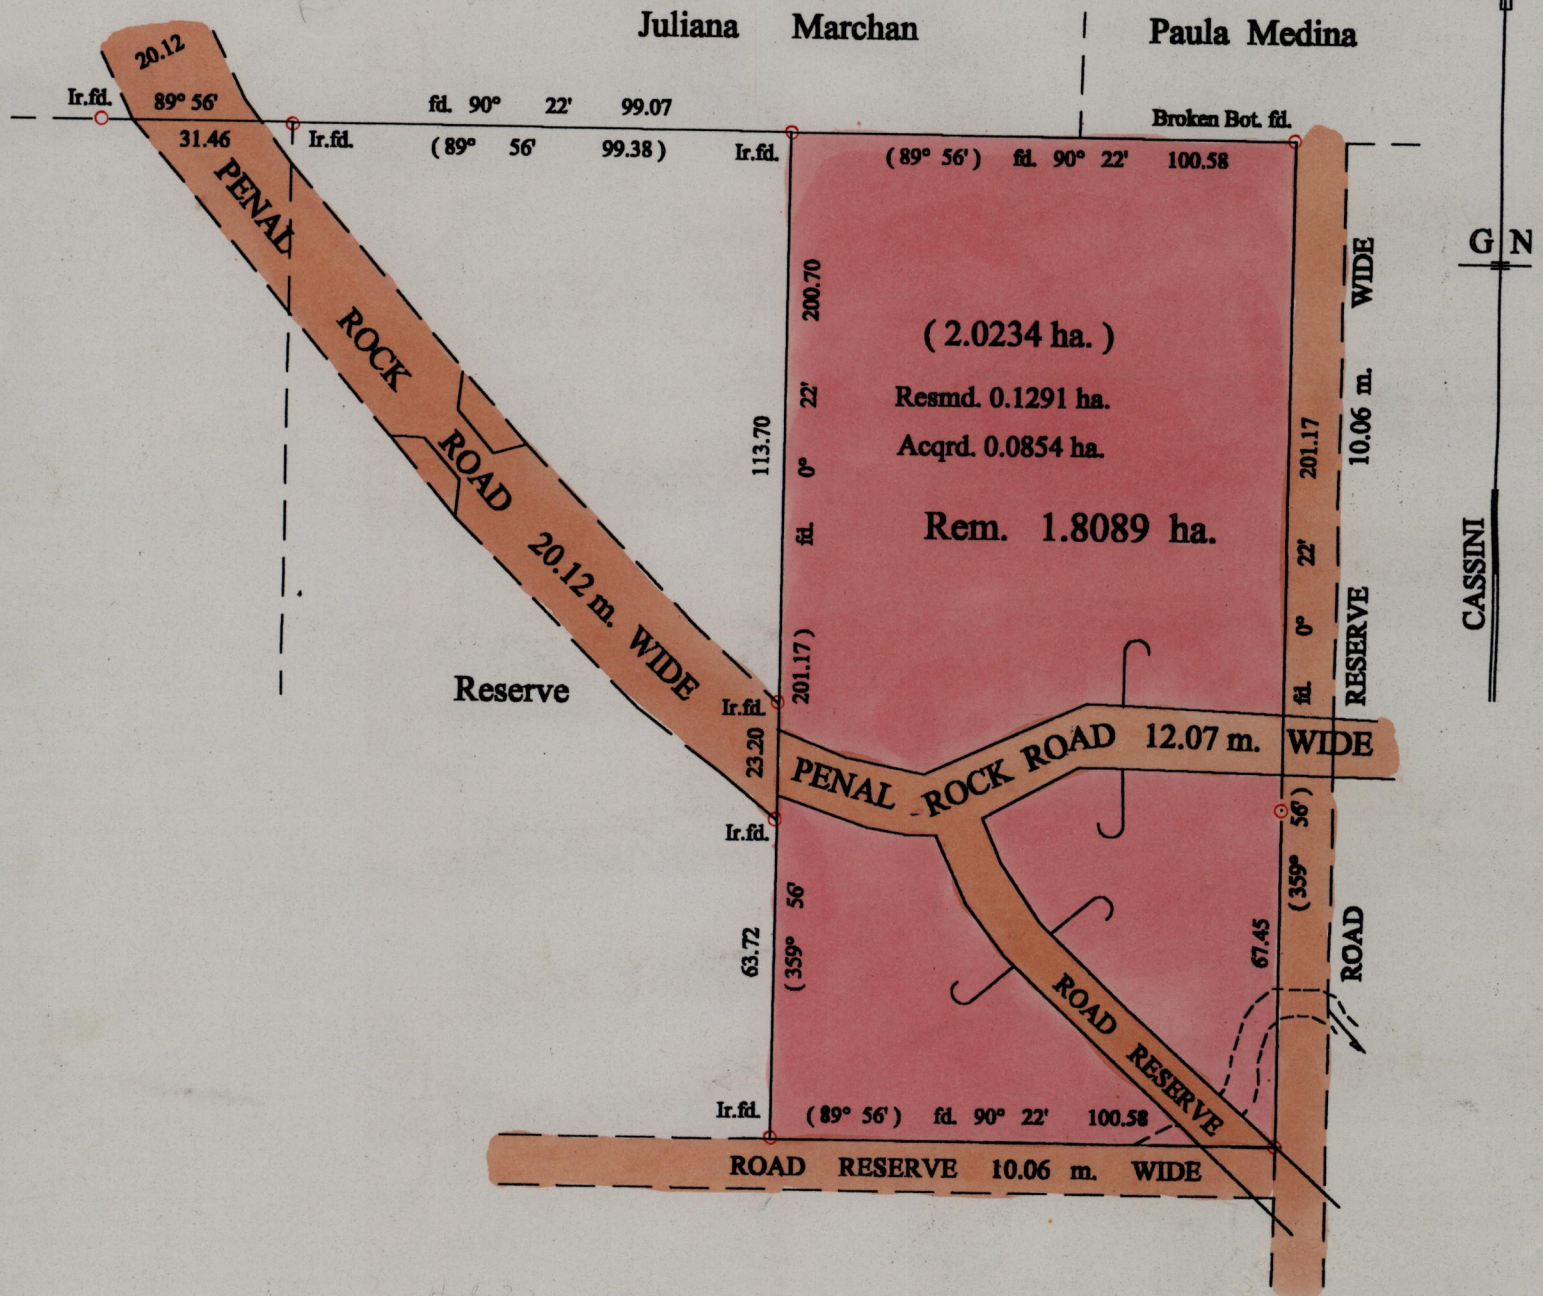 Juliana Marchan
Paula Medina
20.12
Ir.fd.
89° 56'
31.46
Ir.fd.
fd. 90° 22' 99.07
( 89° 56' 99.38 )
Ir.fd.
Broken Bot. fd.
( 89° 56' ) fd. 90° 22' 100.58
G N
CASSINI
PENAL ROCK ROAD 20.12 m. WIDE
( 2.0234 ha. )
Resmd. 0.1291 ha.
Acqrd. 0.0854 ha.
Rem. 1.8089 ha.
113.70
fd. 0° 22' 200.70
201.17 )
( 359° 56'
fd. 0° 22' 201.17
( 359° 56' )
ROAD RESERVE 10.06 m. WIDE
Reserve
Ir.fd.
23.20
Ir.fd.
PENAL ROCK ROAD 12.07 m. WIDE
63.72
67.45
ROAD RESERVE
Ir.fd.
( 89° 56' ) fd. 90° 22' 100.58
ROAD RESERVE 10.06 m. WIDE